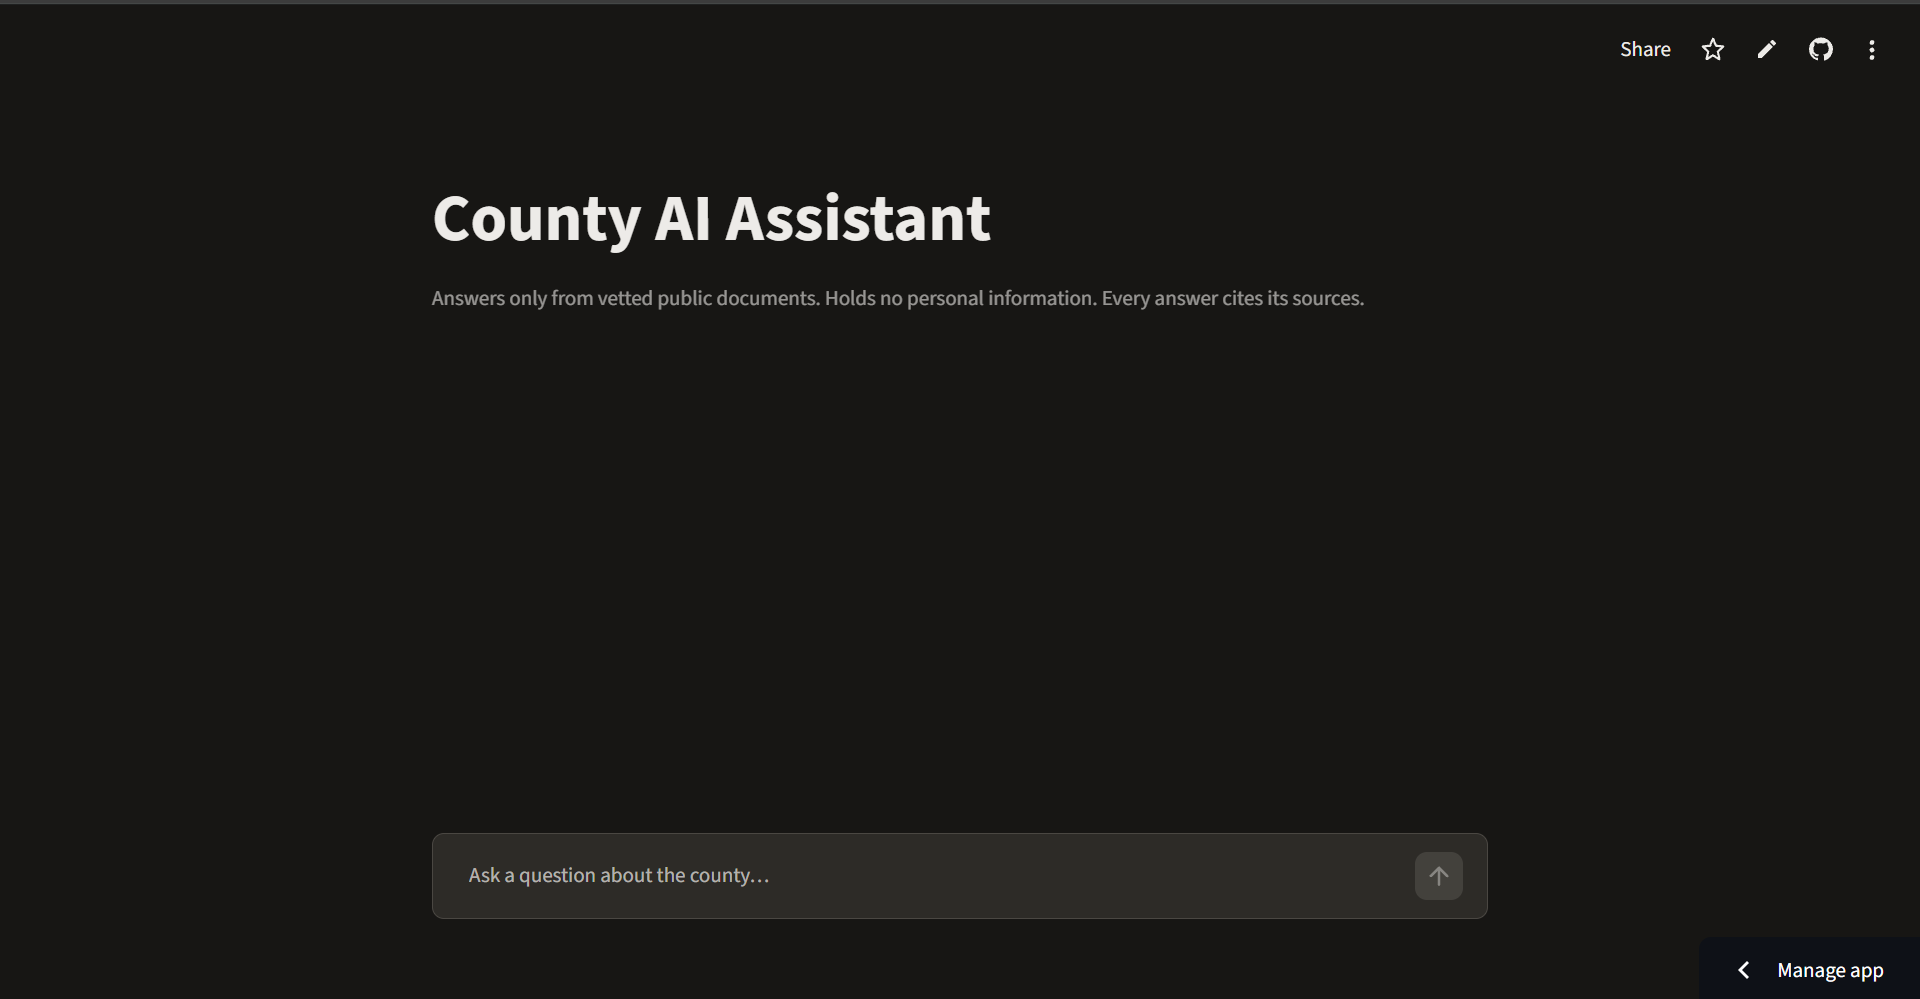 Share
County AI Assistant
Answers only from vetted public documents. Holds no personal information. Every answer cites its sources.
Ask a question about the county…
Manage app